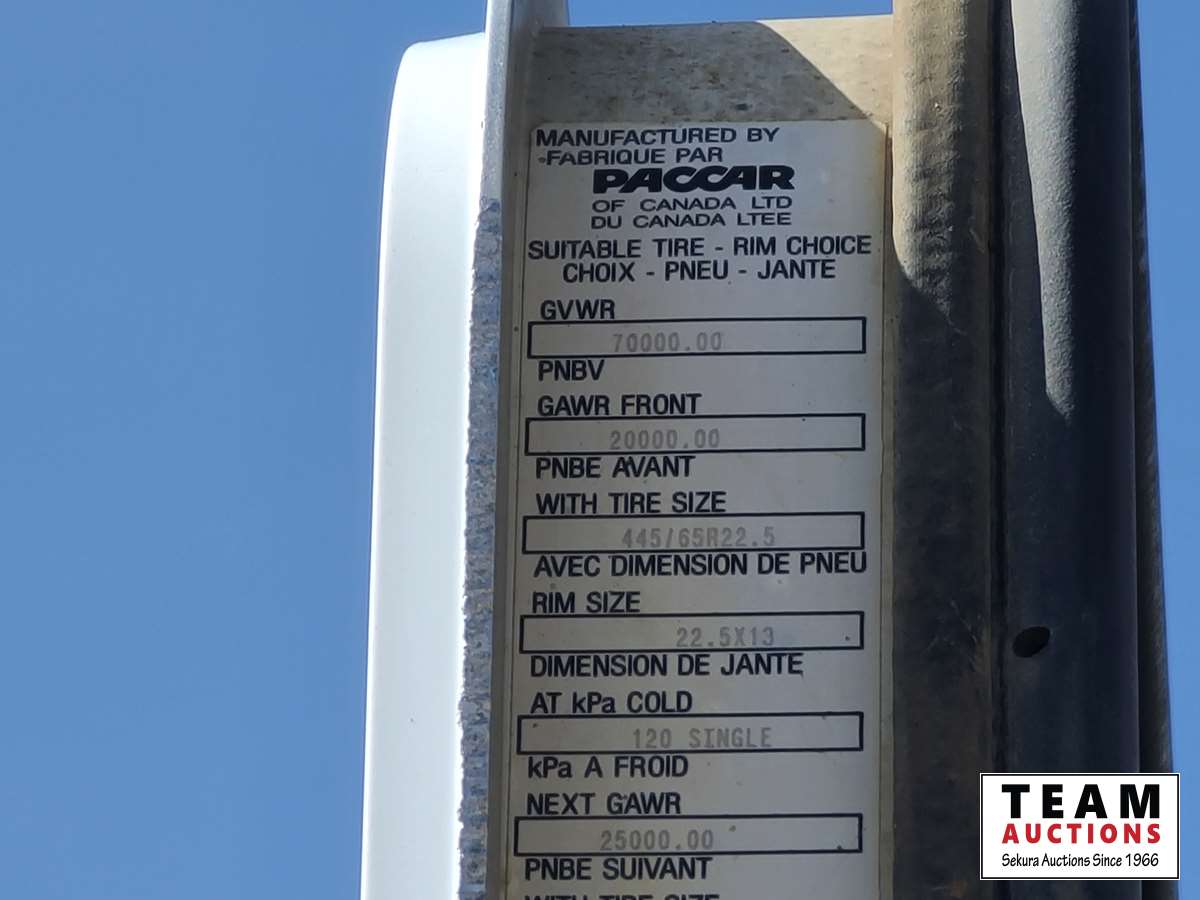 MANUFACTURED BY
FABRIQUE PAR
PACCAR
OF CANADA LTD
DU CANADA LTEE
SUITABLE TIRE - RIM CHOICE
CHOIX - PNEU - JANTE
GVWR
70000.00
PNBV
GAWR FRONT
20000.00
PNBE AVANT
WITH TIRE SIZE
445/65R22.5
AVEC DIMENSION DE PNEU
RIM SIZE
22.5X13
DIMENSION DE JANTE
AT kPa COLD
120 SINGLE
kPa A FROID
NEXT GAWR
25000.00
PNBE SUIVANT
WITH TIRE SIZE
TEAM
AUCTIONS
Sekura Auctions Since 1966